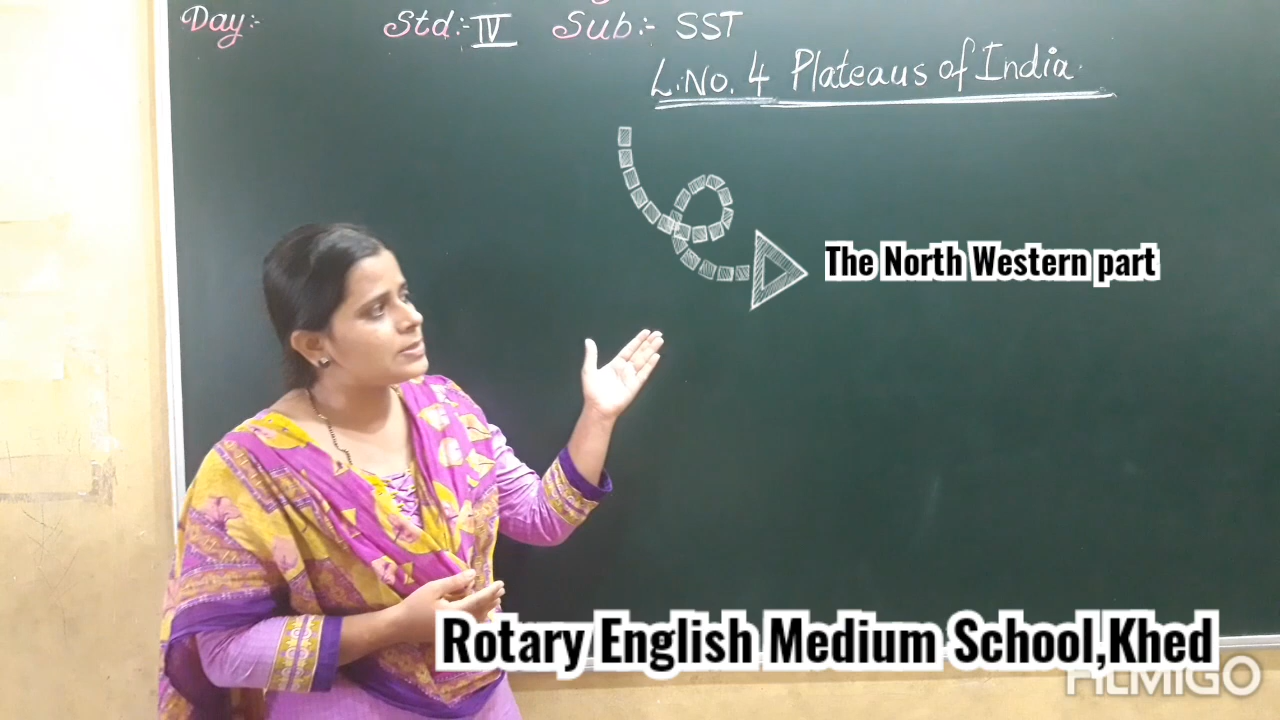 Day:- Std:- IV Sub:- SST
L.No. 4 Plateaus of India.
The North Western part
Rotary English Medium School,Khed
FILMIGO